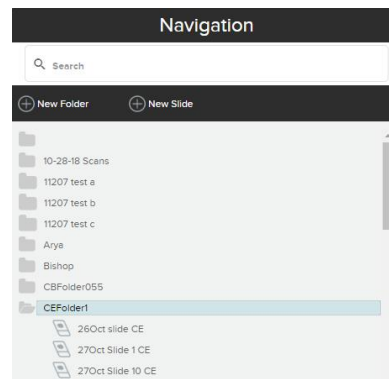 Navigation
Search
New Folder New Slide
10-28-18 Scans
11207 test a
11207 test b
11207 test c
Arya
Bishop
CBFolder055
CEFolder1
26Oct slide CE
27Oct Slide 1 CE
27Oct Slide 10 CE